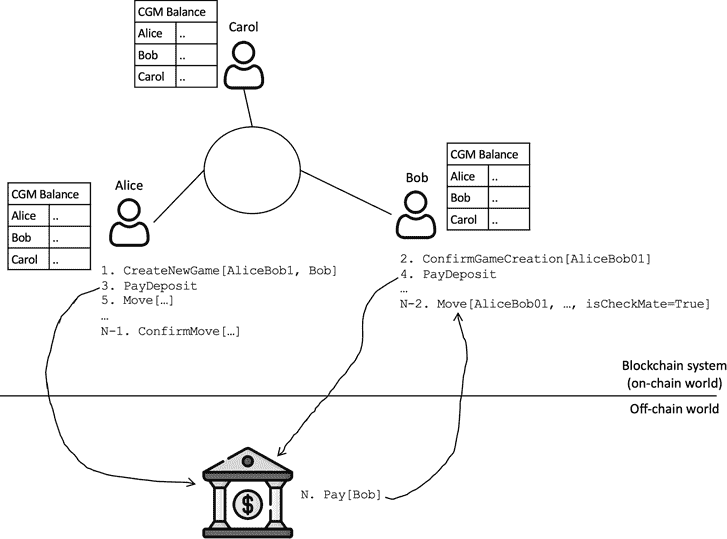 CGM Balance
Alice ..
Bob ..
Carol ..
Carol
CGM Balance
Alice ..
Bob ..
Carol ..
Alice
Bob
CGM Balance
Alice ..
Bob ..
Carol ..
1. CreateNewGame[AliceBob1, Bob]
3. PayDeposit
5. Move[…]
…
N-1. ConfirmMove[…]
2. ConfirmGameCreation[AliceBob01]
4. PayDeposit
…
N-2. Move[AliceBob01, …, isCheckMate=True]
Blockchain system
(on-chain world)
Off-chain world
$
N. Pay[Bob]